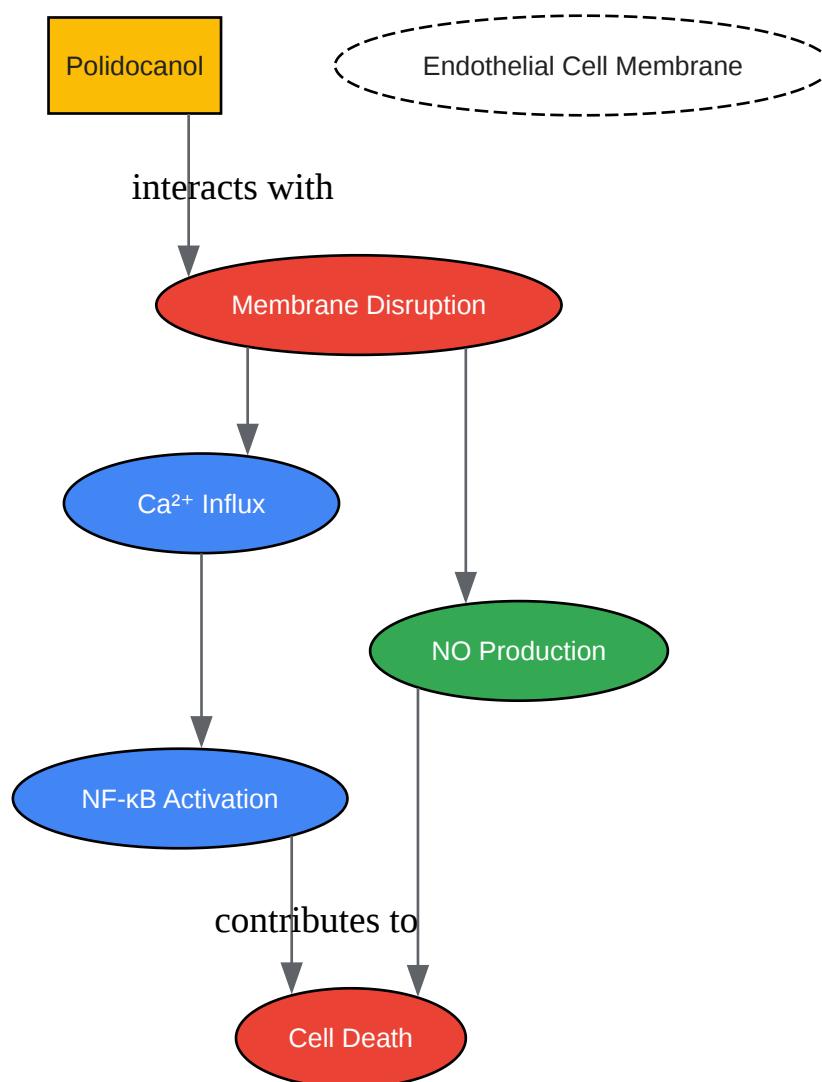 Polidocanol
Endothelial Cell Membrane
interacts with
Membrane Disruption
Ca²⁺ Influx
NO Production
NF-κB Activation
contributes to
Cell Death